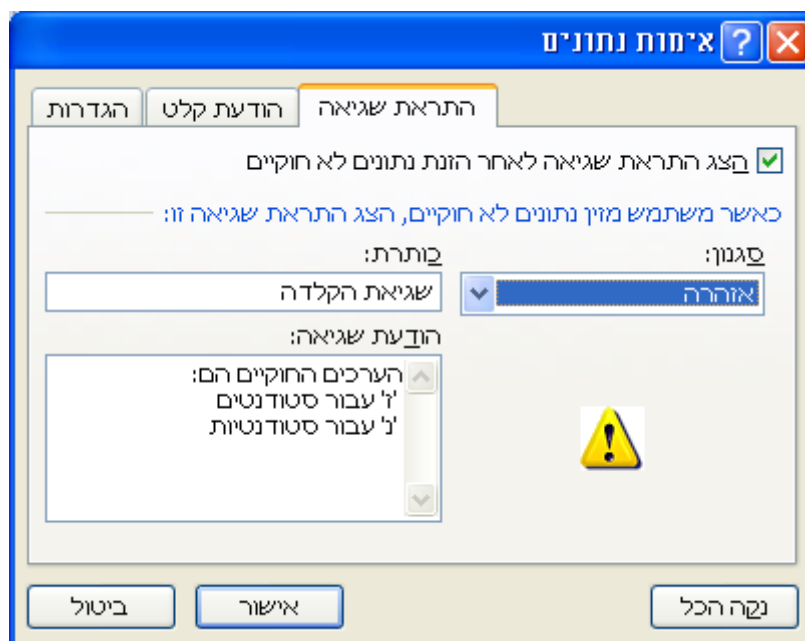 אימות נתונים
הגדרות
הודעת קלט
התראת שגיאה
הצג התראת שגיאה לאחר הזנת נתונים לא חוקיים
כאשר משתמש מזין נתונים לא חוקיים, הצג התראת שגיאה זו:
סגנון:
אזהרה
כותרת:
שגיאת הקלדה
הודעת שגיאה:
הערכים החוקיים הם:
'ז' עבור סטודנטים
'נ' עבור סטודנטיות
נקה הכל
אישור
ביטול